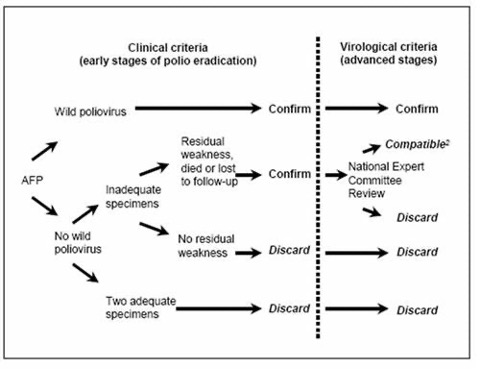 Clinical criteria
(early stages of polio eradication)
Virological criteria
(advanced stages)
Wild poliovirus
Confirm
Confirm
AFP
Residual
weakness,
died or lost
to follow-up
Inadequate
specimens
Confirm
Compatible²
National Expert
Committee
Review
Discard
No wild
poliovirus
No residual
weakness
Discard
Discard
Two adequate
specimens
Discard
Discard